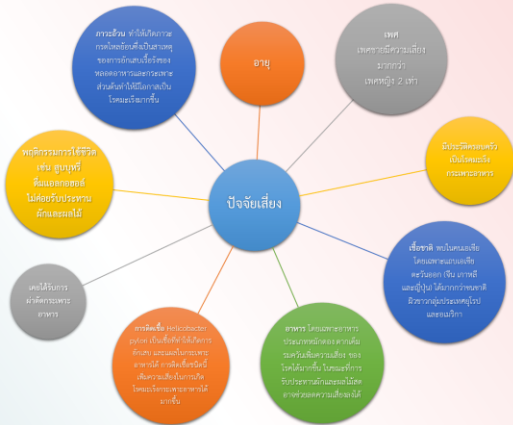 ปัจจัยเสี่ยง
อายุ
เพศ
เพศชายมีความเสี่ยง
มากกว่า
เพศหญิง 2 เท่า
มีประวัติครอบครัว
เป็นโรคมะเร็ง
กระเพาะอาหาร
เชื้อชาติ พบในคนเอเชีย
โดยเฉพาะแถบเอเชีย
ตะวันออก (จีน เกาหลี
และญี่ปุ่น) ได้มากกว่าชนชาติ
ผิวขาวกลุ่มประเทศยุโรป
และอเมริกา
อาหาร โดยเฉพาะอาหาร
ประเภทหมักดอง ตากเค็ม
รมควันเพิ่มความเสี่ยง ของ
โรคได้มากขึ้น ในขณะที่การ
รับประทานผักและผลไม้สด
อาจช่วยลดความเสี่ยงลงได้
การติดเชื้อ Helicobacter
pylori เป็นเชื้อที่ทำให้เกิดการ
อักเสบ และแผลในกระเพาะ
อาหารได้ การติดเชื้อชนิดนี้
เพิ่มความเสี่ยงในการเกิด
โรคมะเร็งกระเพาะอาหารได้
มากขึ้น
เคยได้รับการ
ผ่าตัดกระเพาะ
อาหาร
พฤติกรรมการใช้ชีวิต
เช่น สูบบุหรี่
ดื่มแอลกอฮอล์
ไม่ค่อยรับประทาน
ผักและผลไม้
ภาวะอ้วน ทำให้เกิดภาวะ
กรดไหลย้อนซึ่งเป็นสาเหตุ
ของการอักเสบเรื้อรังของ
หลอดอาหารและกระเพาะ
ส่วนต้นทำให้มีโอกาสเป็น
โรคมะเร็งมากขึ้น